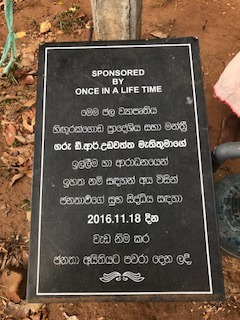 SPONSORED
BY
ONCE IN A LIFE TIME
මෙම ජල ව්‍යාපෘතිය
හිඟුරක්ගොඩ ප්‍රාදේශිය සභා මන්ත්‍රී
ගරු ඩී.ආර්.උඩවත්ත මැතිතුමාගේ
ඉල්ලීම හා ආරාධනයෙන්
ඉහත නම් සඳහන් අය විසින්
ජනතාවගේ සුභ සිද්ධිය සඳහා
2016.11.18 දින
වැඩ නිම කර
ජනතා අයිතියට පවරා දෙන ලදී